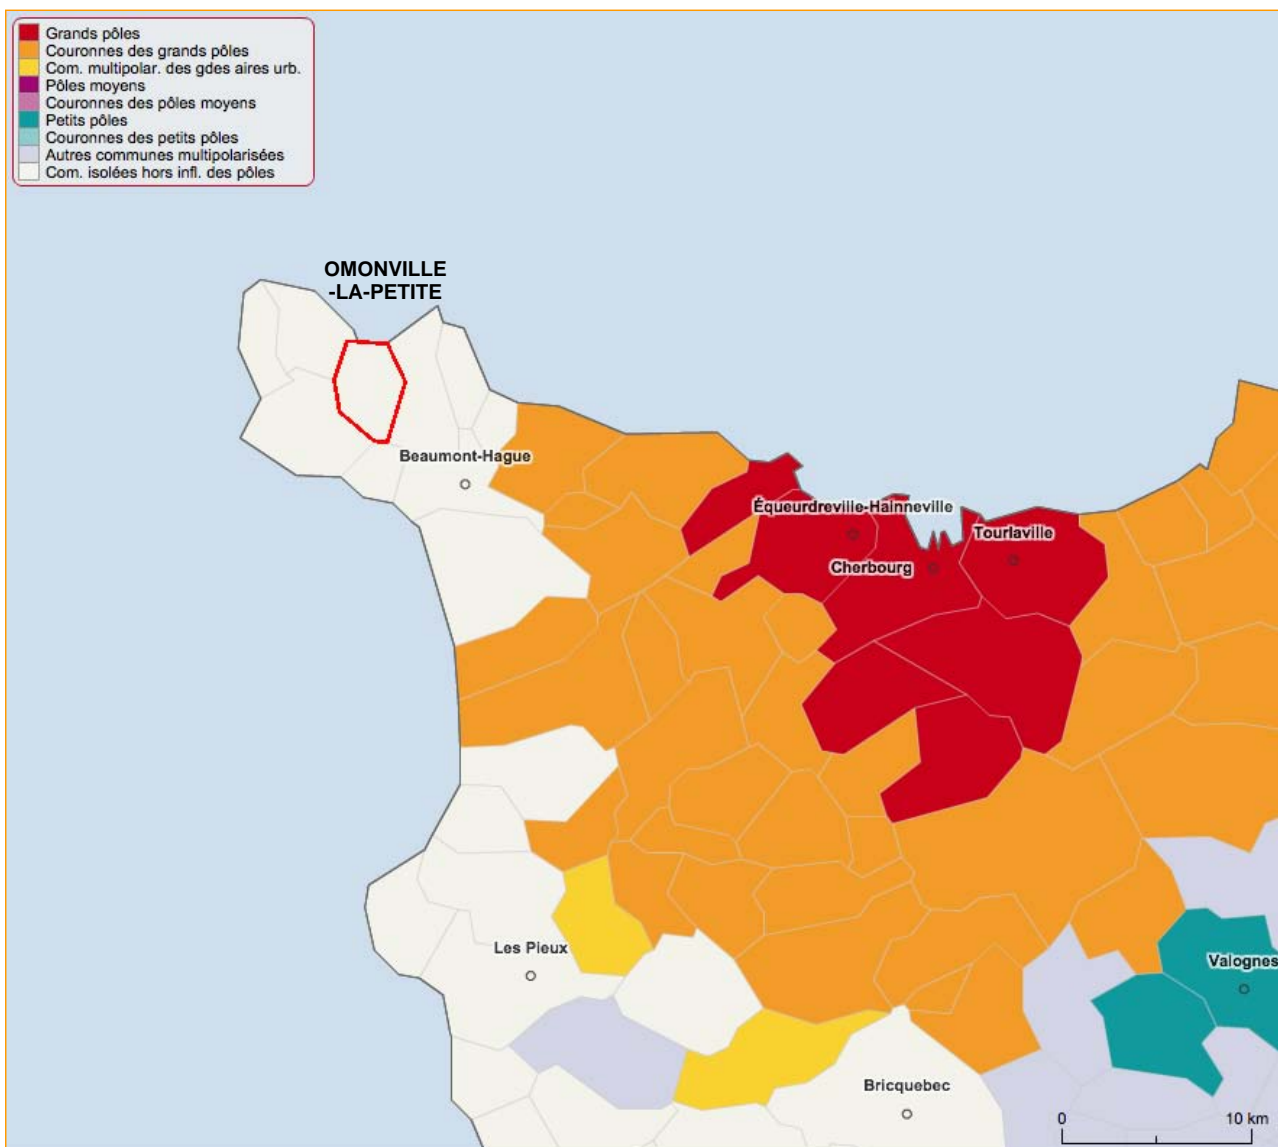 Grands pôles
Couronnes des grands pôles
Com. multipolar. des gdes aires urb.
Pôles moyens
Couronnes des pôles moyens
Petits pôles
Couronnes des petits pôles
Autres communes multipolarisées
Com. isolées hors infl. des pôles
OMONVILLE
-LA-PETITE
Beaumont-Hague
Équeurdreville-Hainneville
Tourlaville
Cherbourg
Les Pieux
Valognes
Bricquebec
0 10 km